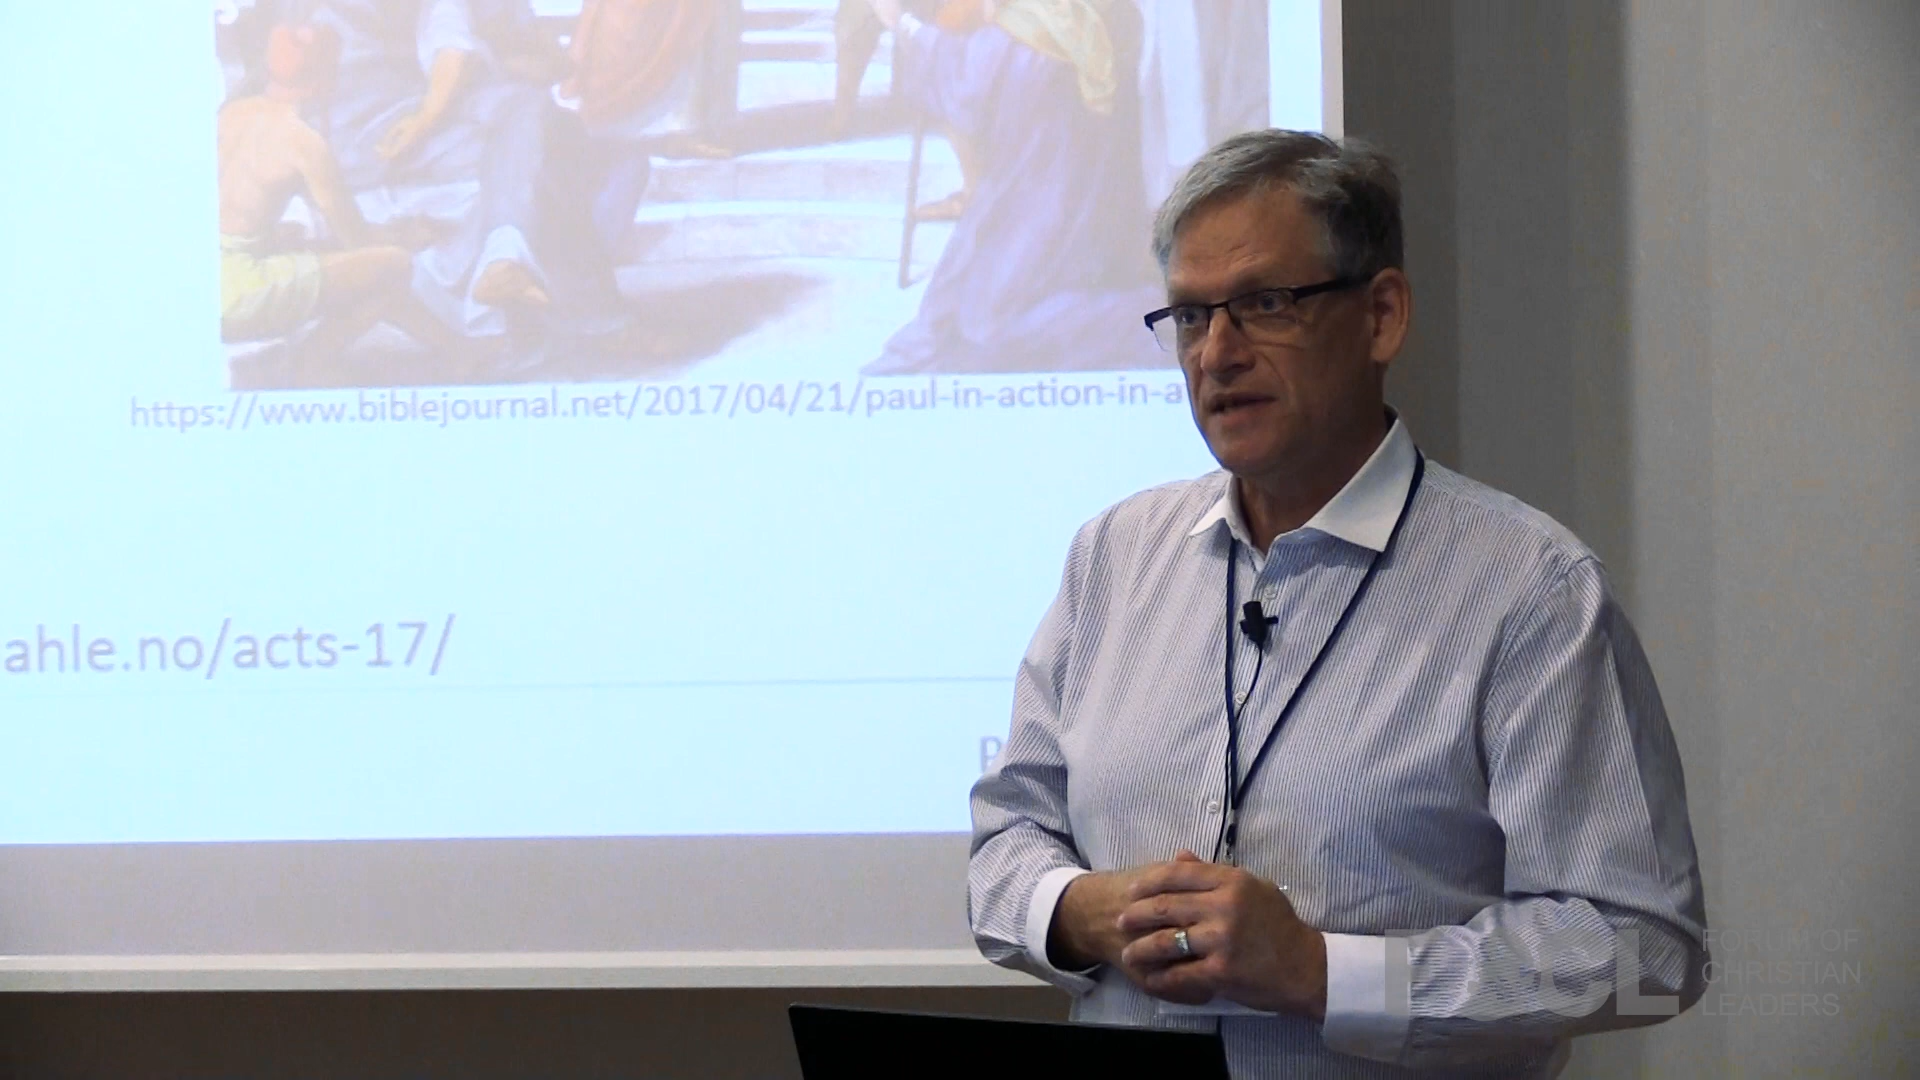 https://www.biblejournal.net/2017/04/21/paul-in-action-in-a
ahle.no/acts-17/
FOCL
FORUM OF
CHRISTIAN
LEADERS